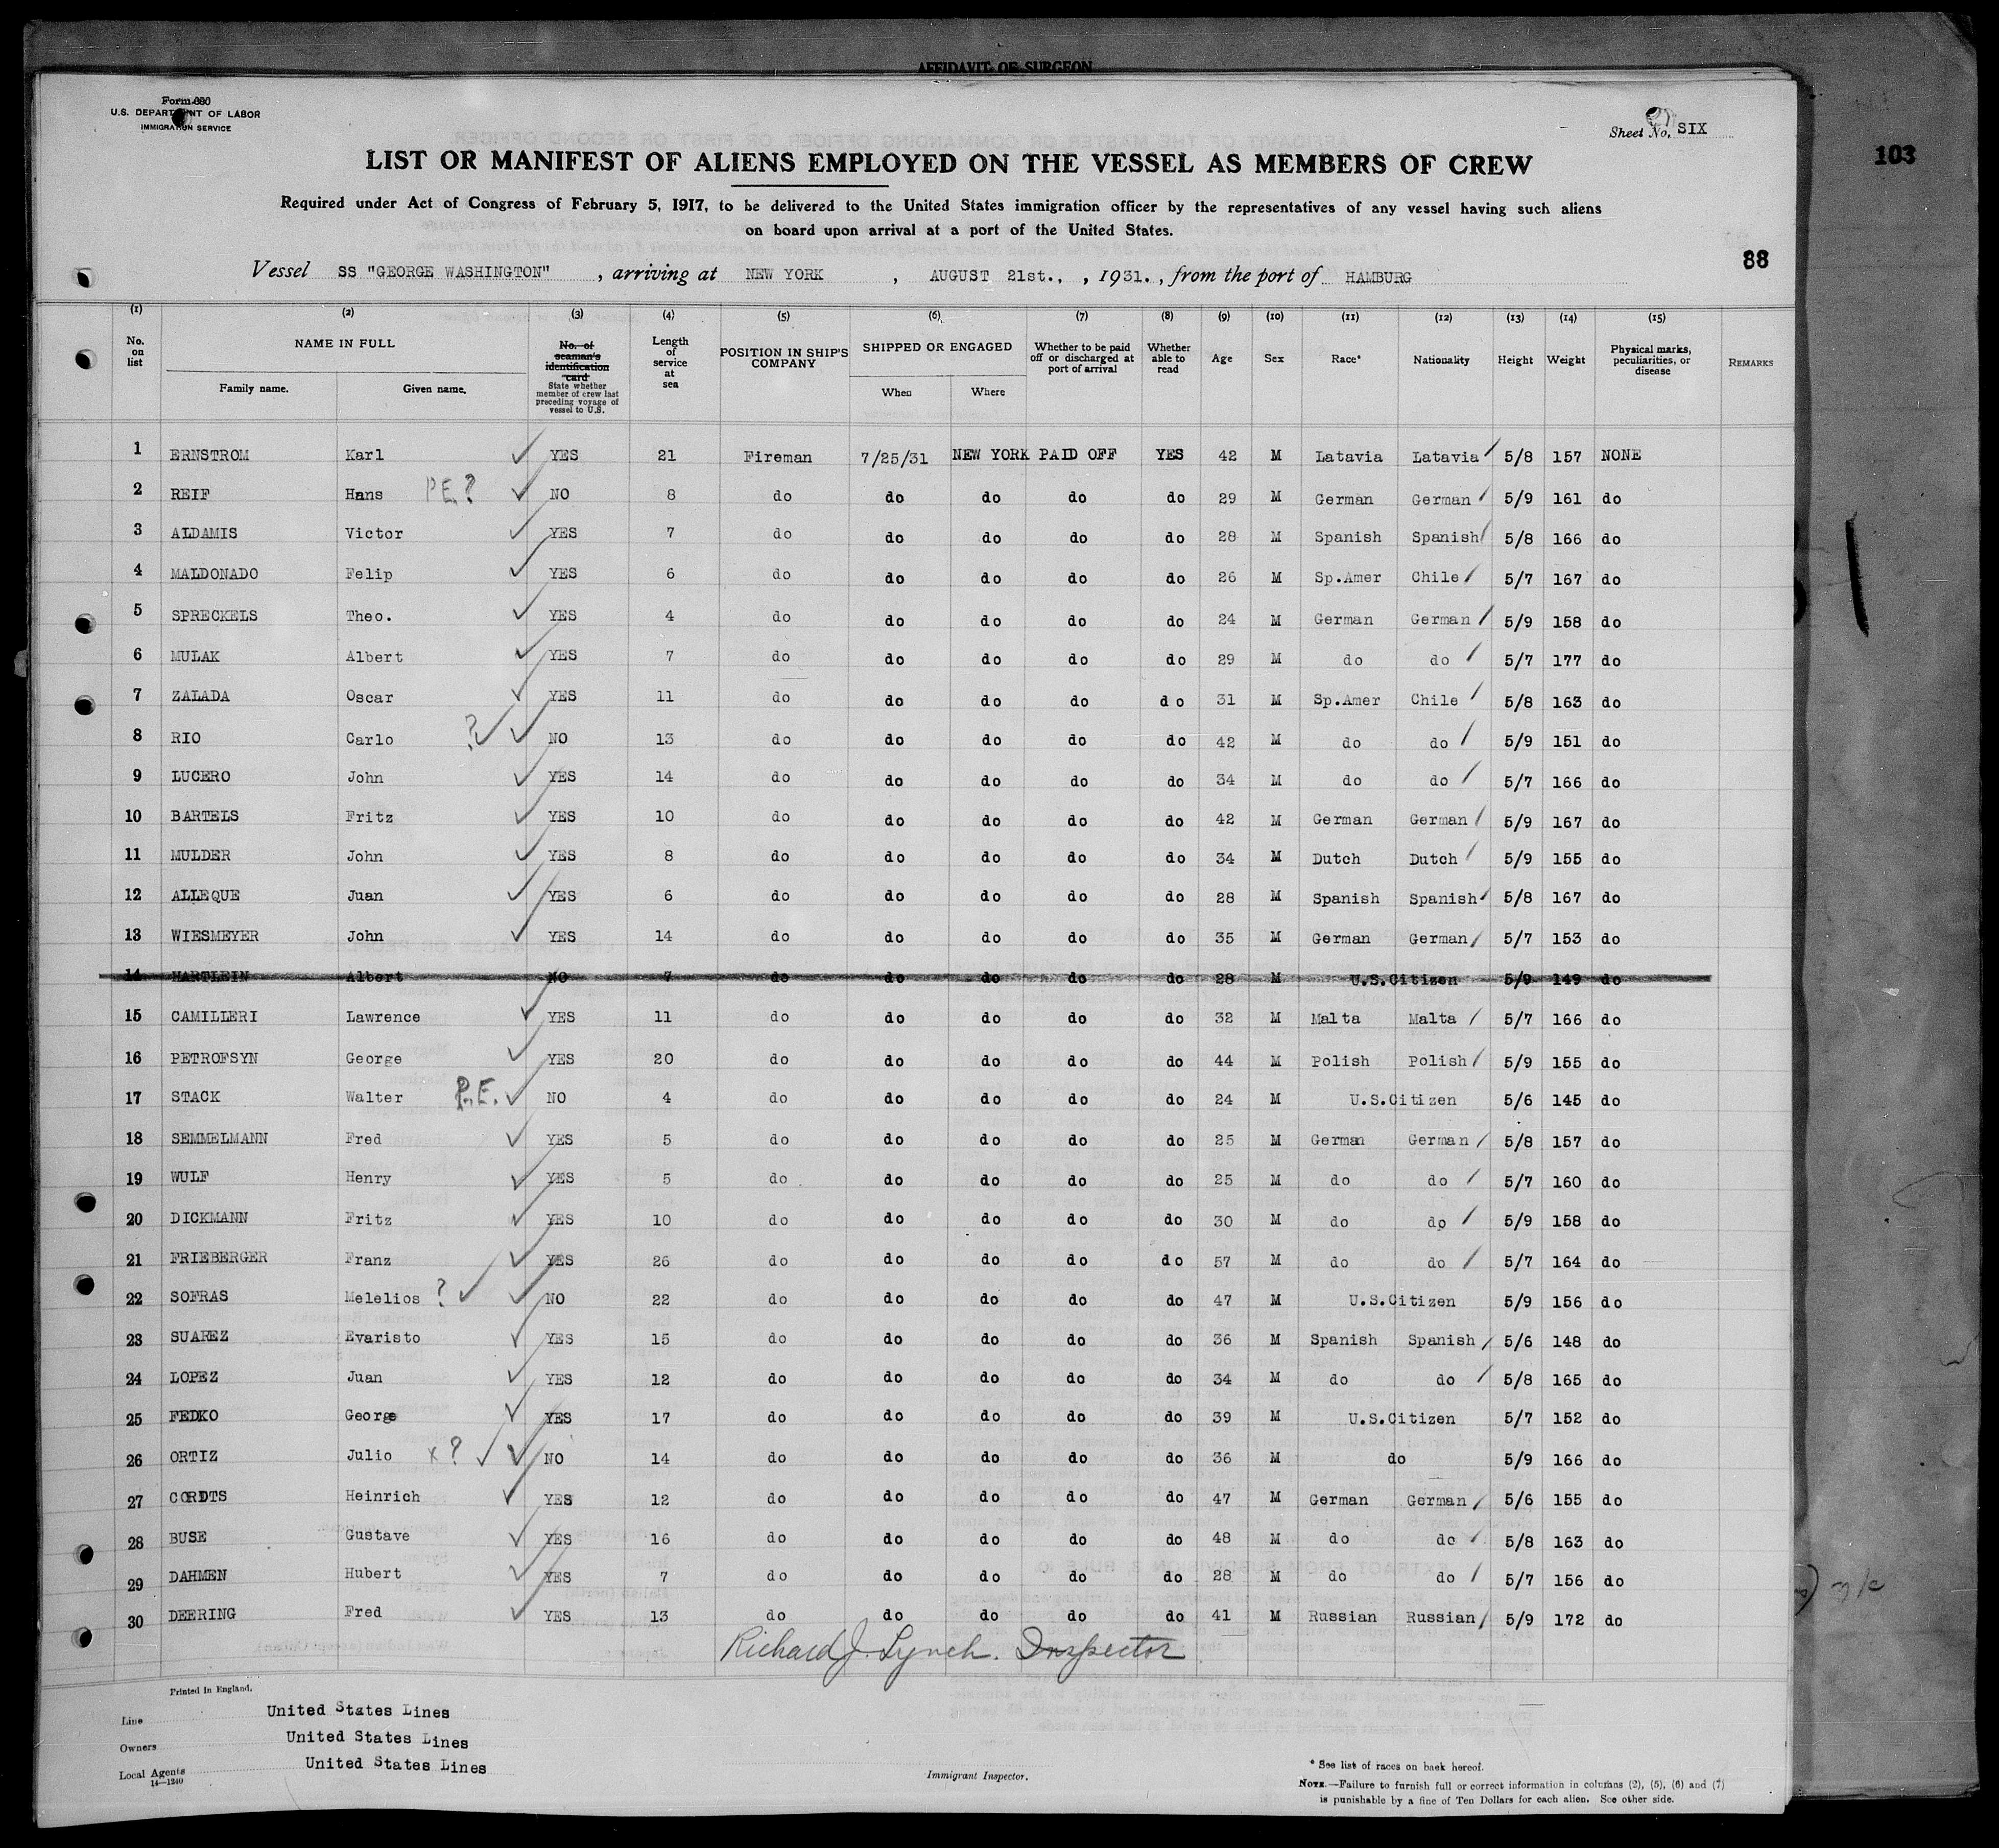 AFFIDAVIT OF SURGEON
Form 680
U.S. DEPARTMENT OF LABOR
IMMIGRATION SERVICE
Sheet No. SIX
103
LIST OR MANIFEST OF ALIENS EMPLOYED ON THE VESSEL AS MEMBERS OF CREW
Required under Act of Congress of February 5, 1917, to be delivered to the United States immigration officer by the representatives of any vessel having such aliens
on board upon arrival at a port of the United States.
88
Vessel SS "GEORGE WASHINGTON", arriving at NEW YORK, AUGUST 21st., , 1931., from the port of HAMBURG
(1) (2) (3) (4) (5) (6) (7) (8) (9) (10) (11) (12) (13) (14) (15)
No. on list NAME IN FULL Family name. Given name. No. of seaman's identification card State whether member of crew last preceding voyage of vessel to U.S. Length of service at sea POSITION IN SHIP'S COMPANY SHIPPED OR ENGAGED When Where Whether to be paid off or discharged at port of arrival Whether able to read Age Sex Race* Nationality Height Weight Physical marks, peculiarities, or disease REMARKS
1 ERNSTROM Karl YES 21 Fireman 7/25/31 NEW YORK PAID OFF YES 42 M Latavia Latavia 5/8 157 NONE
2 REIF Hans P.E.? NO 8 do do do do do 29 M German German 5/9 161 do
3 ALDAMIS Victor YES 7 do do do do do 28 M Spanish Spanish 5/8 166 do
4 MALDONADO Felip YES 6 do do do do do 26 M Sp.Amer Chile 5/7 167 do
5 SPRECKELS Theo. YES 4 do do do do do 24 M German German 5/9 158 do
6 MULAK Albert YES 7 do do do do do 29 M do do 5/7 177 do
7 ZALADA Oscar YES 11 do do do do do 31 M Sp.Amer Chile 5/8 163 do
8 RIO Carlo ? NO 13 do do do do do 42 M do do 5/9 151 do
9 LUCERO John YES 14 do do do do do 34 M do do 5/7 166 do
10 BARTELS Fritz YES 10 do do do do do 42 M German German 5/9 167 do
11 MULDER John YES 8 do do do do do 34 M Dutch Dutch 5/9 155 do
12 ALLEQUE Juan YES 6 do do do do do 28 M Spanish Spanish 5/8 167 do
13 WIESMEYER John YES 14 do do do do do 35 M German German 5/7 153 do
14 HARTLEIN Albert NO 7 do do do do do 28 M U.S.Citizen 5/9 149 do
15 CAMILLERI Lawrence YES 11 do do do do do 32 M Malta Malta 5/7 166 do
16 PETROFSYN George YES 20 do do do do do 44 M Polish Polish 5/9 155 do
17 STACK Walter P.E. NO 4 do do do do do 24 M U.S.Citizen 5/6 145 do
18 SEMMELMANN Fred YES 5 do do do do do 25 M German German 5/8 157 do
19 WULF Henry YES 5 do do do do do 25 M do do 5/7 160 do
20 DICKMANN Fritz YES 10 do do do do do 30 M do do 5/9 158 do
21 FRIEBERGER Franz YES 26 do do do do do 57 M do do 5/7 164 do
22 SOFRAS Melelios ? NO 22 do do do do do 47 M U.S.Citizen 5/9 156 do
23 SUAREZ Evaristo YES 15 do do do do do 36 M Spanish Spanish 5/6 148 do
24 LOPEZ Juan YES 12 do do do do do 34 M do do 5/8 165 do
25 FEDKO George YES 17 do do do do do 39 M U.S.Citizen 5/7 152 do
26 ORTIZ Julio x? NO 14 do do do do do 36 M do 5/9 166 do
27 CORDTS Heinrich YES 12 do do do do do 47 M German German 5/6 155 do
28 BUSE Gustave YES 16 do do do do do 48 M do do 5/8 163 do
29 DAHMEN Hubert YES 7 do do do do do 28 M do do 5/7 156 do
30 DEERING Fred YES 13 do do do do do 41 M Russian Russian 5/9 172 do
Richard J. Lynch. Inspector
Printed in England.
Line United States Lines
Owners United States Lines
Local Agents United States Lines
14—1240
Immigrant Inspector.
* See list of races on back hereof.
NOTE.—Failure to furnish full or correct information in columns (2), (5), (6) and (7)
is punishable by a fine of Ten Dollars for each alien. See other side.